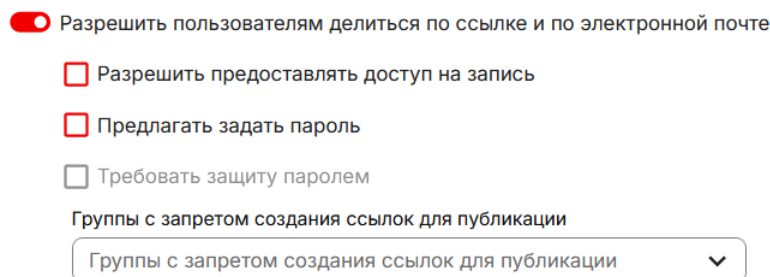 Разрешить пользователям делиться по ссылке и по электронной почте
Разрешить предоставлять доступ на запись
Предлагать задать пароль
Требовать защиту паролем
Группы с запретом создания ссылок для публикации
Группы с запретом создания ссылок для публикации